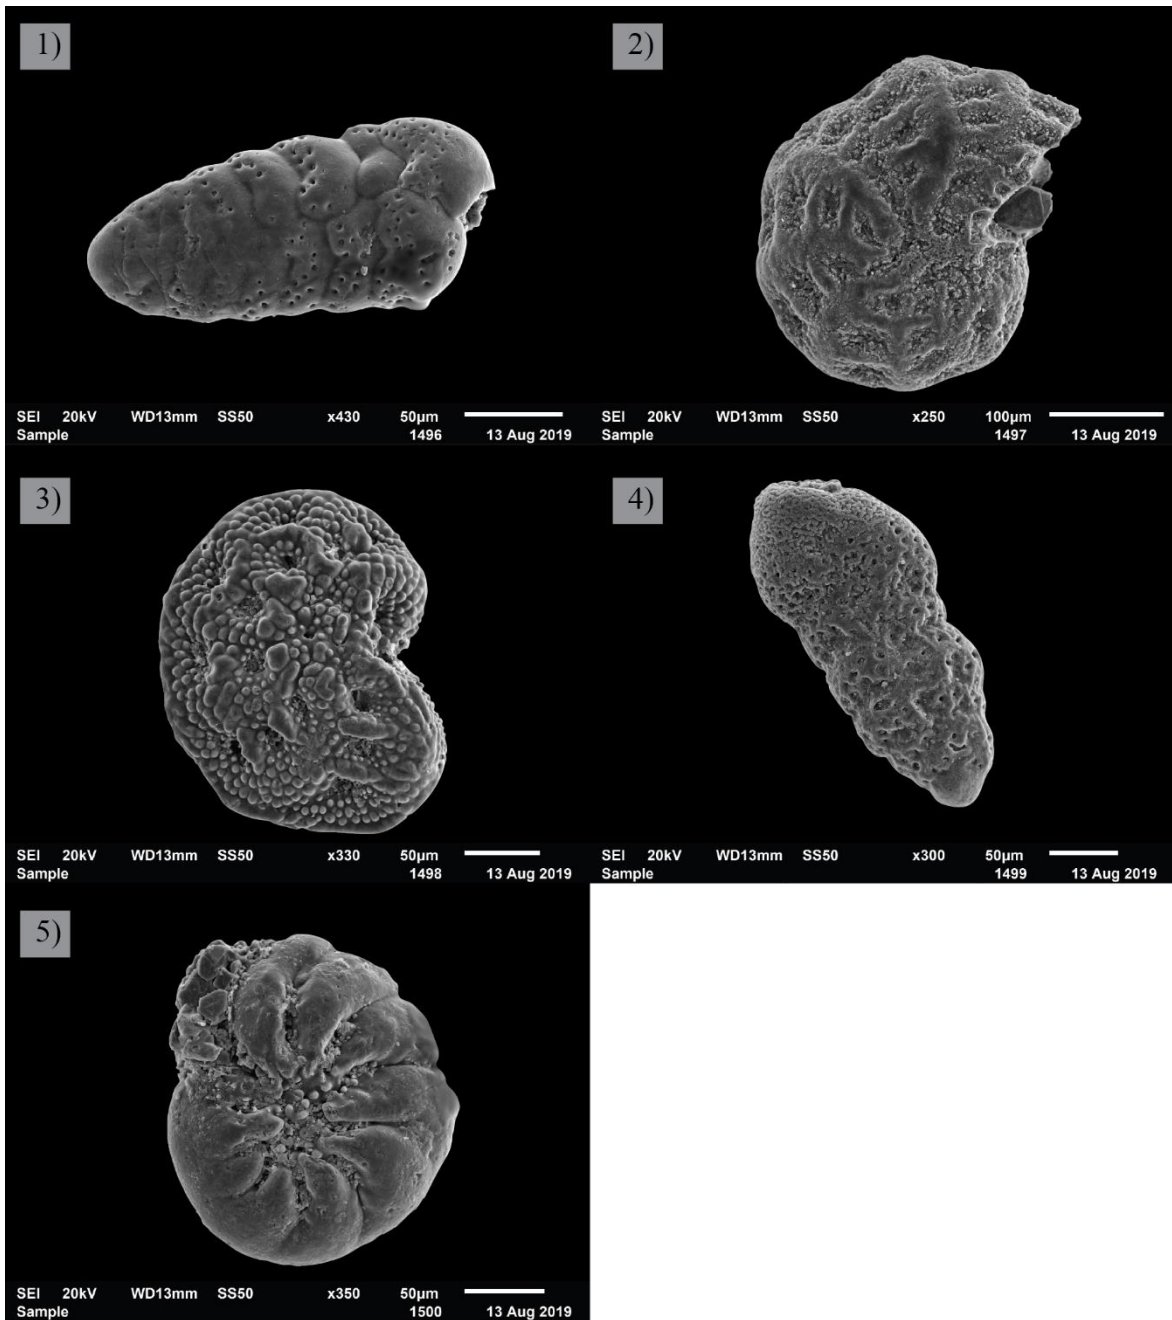 1)
SEI 20kV WD13mm SS50 x430 50µm
Sample 1496 13 Aug 2019
2)
SEI 20kV WD13mm SS50 x250 100µm
Sample 1497 13 Aug 2019
3)
SEI 20kV WD13mm SS50 x330 50µm
Sample 1498 13 Aug 2019
4)
SEI 20kV WD13mm SS50 x300 50µm
Sample 1499 13 Aug 2019
5)
SEI 20kV WD13mm SS50 x350 50µm
Sample 1500 13 Aug 2019